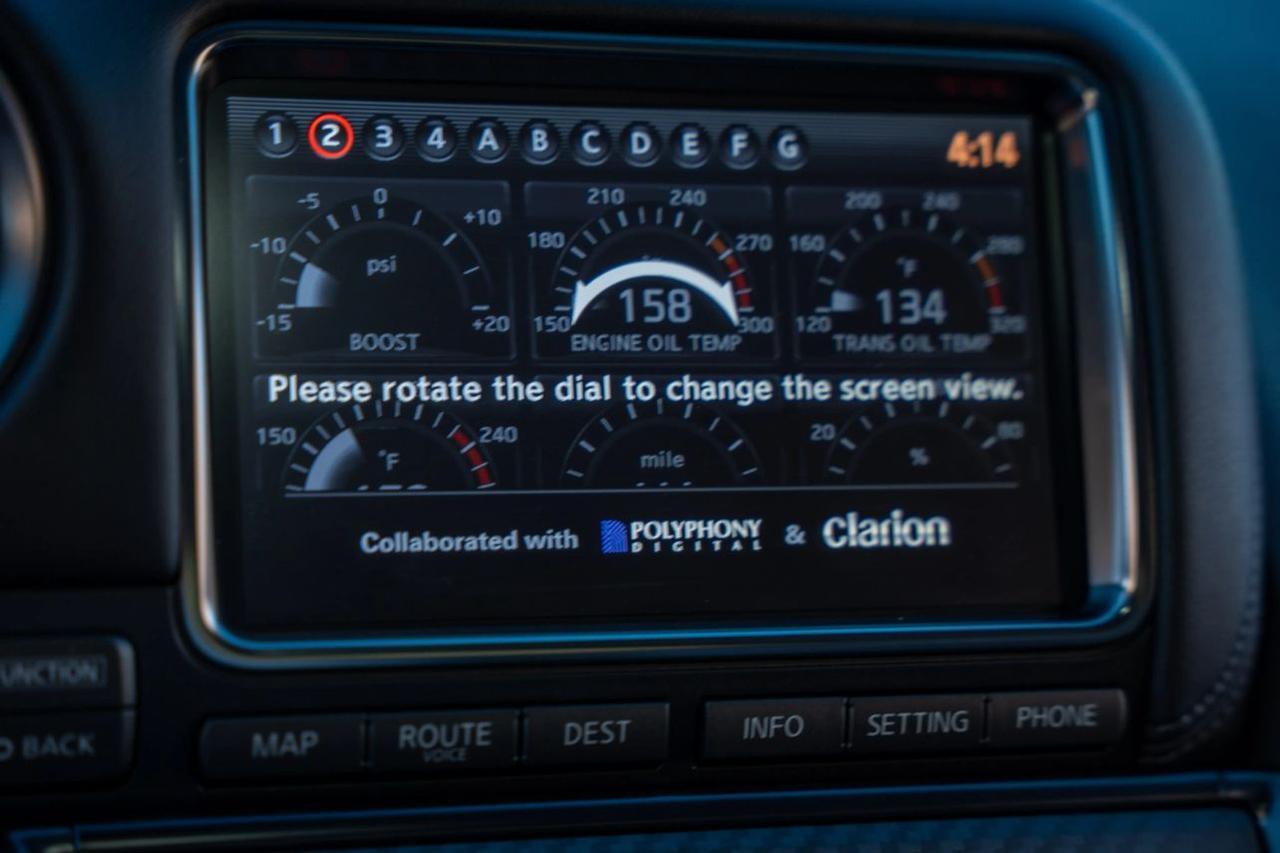 1 2 3 4 A B C D E F G 4:14
-15 -10 -5 0 +10 +20
psi
BOOST
150 180 210 240 270 300
158
ENGINE OIL TEMP
120 160 200 240 280 320
°F
134
TRANS OIL TEMP
Please rotate the dial to change the screen view.
150 240
°F
mile
20 80
%
Collaborated with POLYPHONY DIGITAL & Clarion
UNCTION
BACK
MAP ROUTE VOICE DEST INFO SETTING PHONE